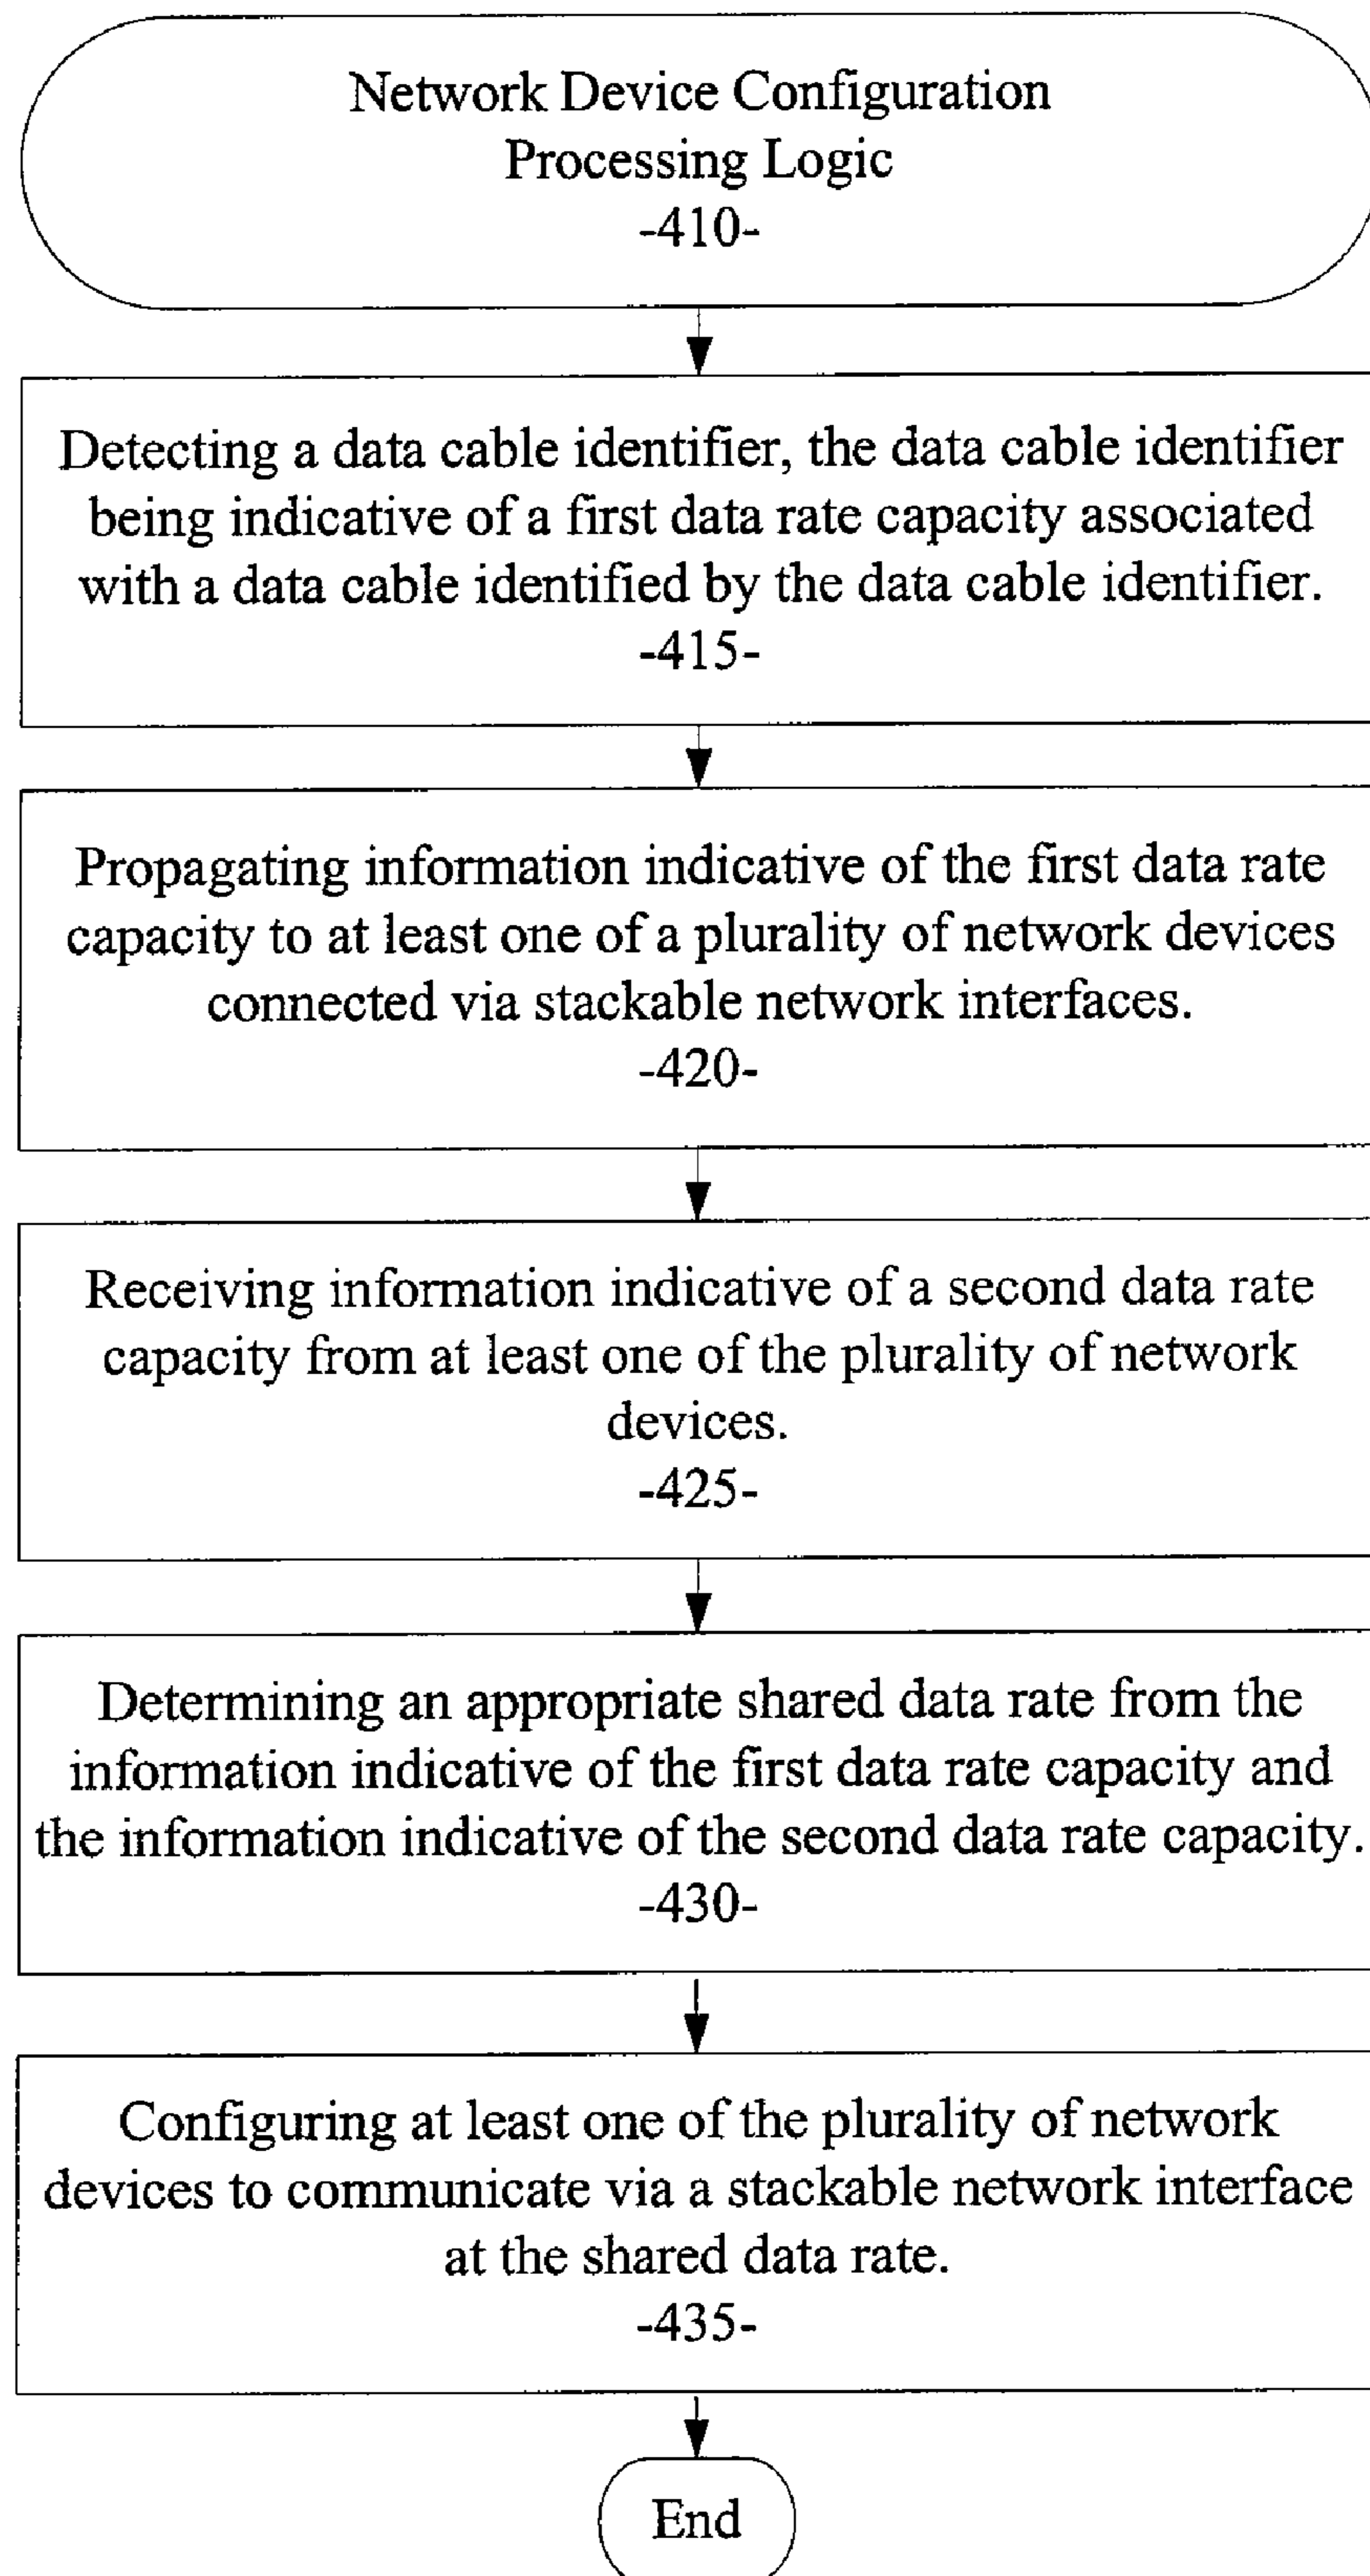 Network Device Configuration
Processing Logic
-410-
Detecting a data cable identifier, the data cable identifier
being indicative of a first data rate capacity associated
with a data cable identified by the data cable identifier.
-415-
Propagating information indicative of the first data rate
capacity to at least one of a plurality of network devices
connected via stackable network interfaces.
-420-
Receiving information indicative of a second data rate
capacity from at least one of the plurality of network
devices.
-425-
Determining an appropriate shared data rate from the
information indicative of the first data rate capacity and
the information indicative of the second data rate capacity.
-430-
Configuring at least one of the plurality of network
devices to communicate via a stackable network interface
at the shared data rate.
-435-
End